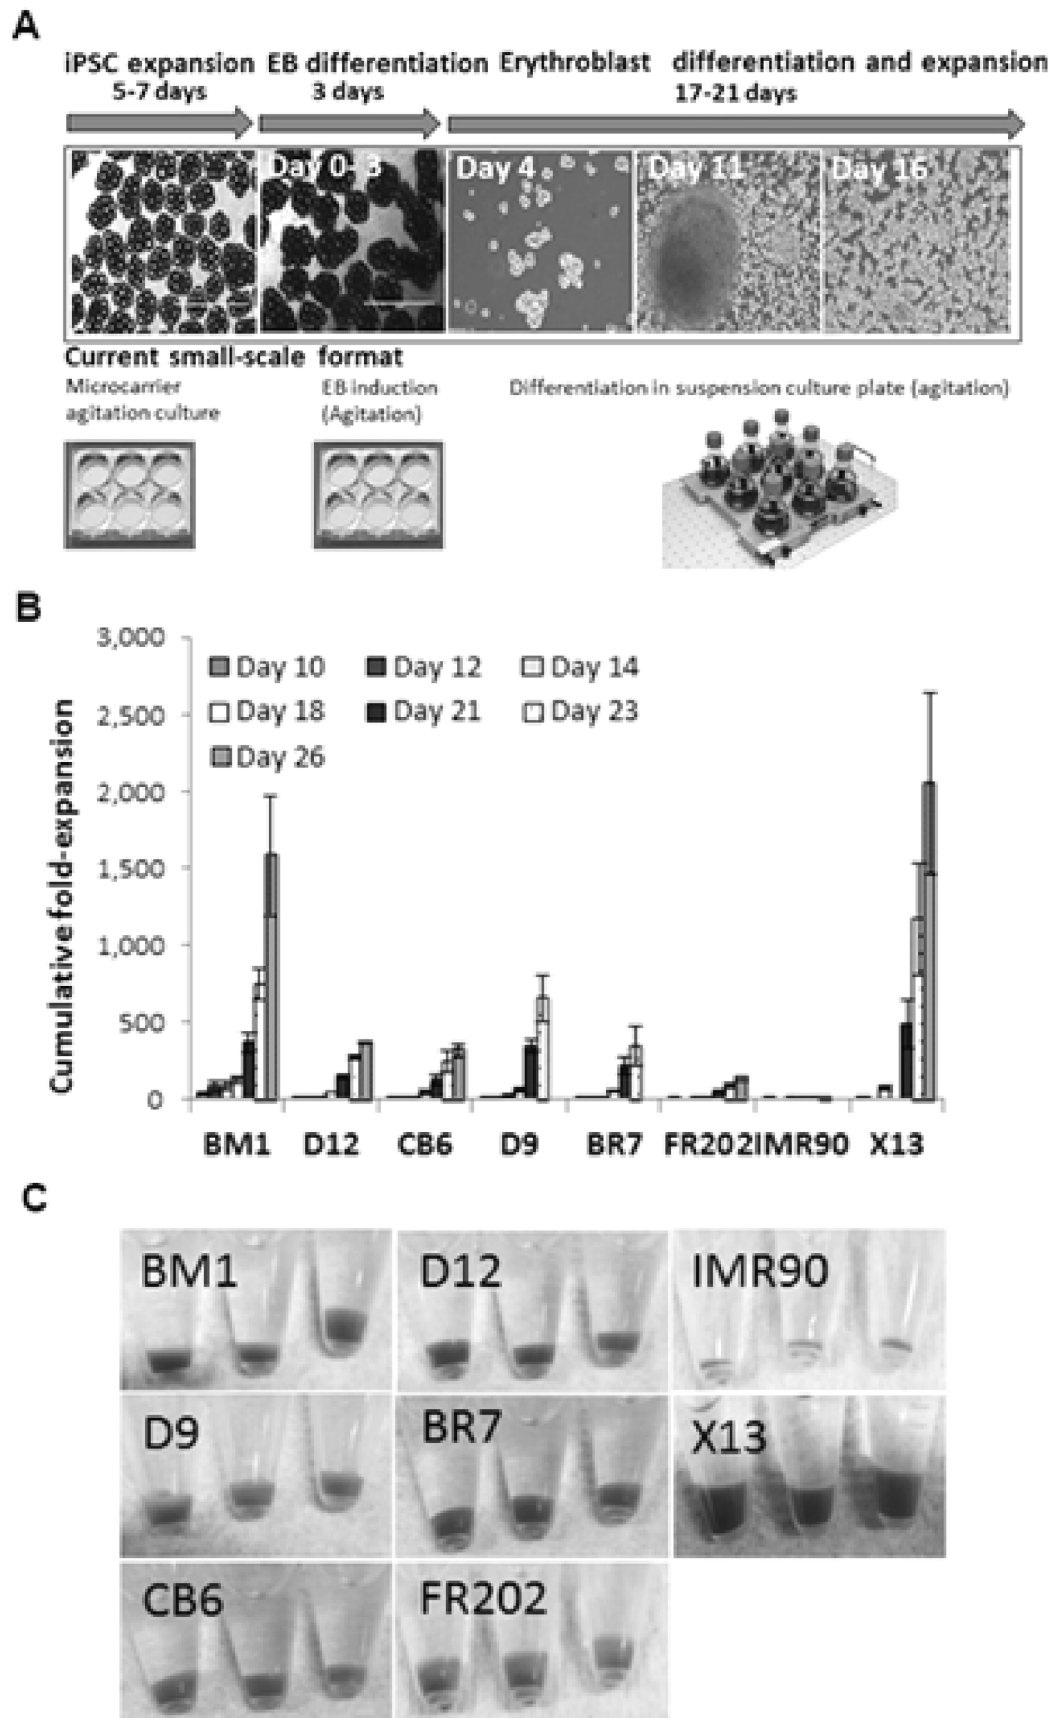 A
iPSC expansion EB differentiation Erythroblast differentiation and expansion
5-7 days 3 days 17-21 days
Day 0- 3 Day 4 Day 11 Day 16
Current small-scale format
Microcarrier agitation culture
EB induction (Agitation)
Differentiation in suspension culture plate (agitation)
B
Cumulative fold-expansion
3,000
2,500
2,000
1,500
1,000
500
0
Day 10 Day 12 Day 14
Day 18 Day 21 Day 23
Day 26
BM1 D12 CB6 D9 BR7 FR202 IMR90 X13
C
BM1 D12 IMR90
D9 BR7 X13
CB6 FR202